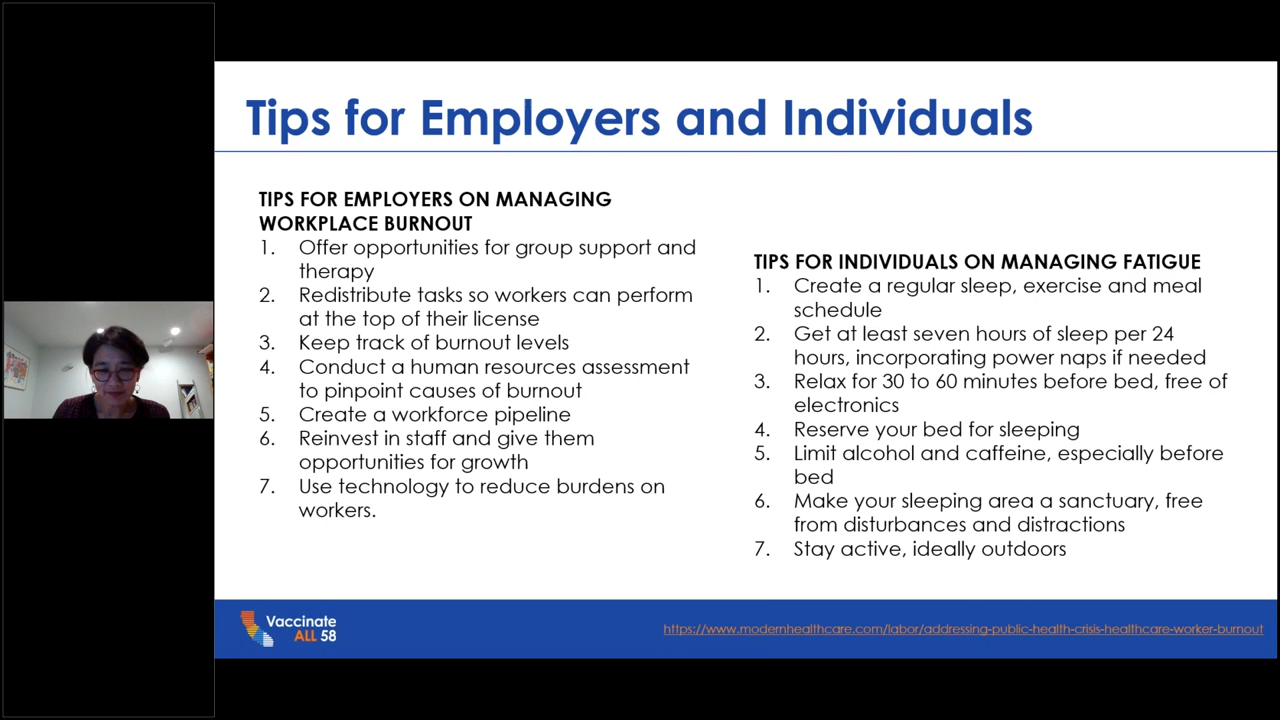 Tips for Employers and Individuals
TIPS FOR EMPLOYERS ON MANAGING
WORKPLACE BURNOUT
1. Offer opportunities for group support and
therapy
2. Redistribute tasks so workers can perform
at the top of their license
3. Keep track of burnout levels
4. Conduct a human resources assessment
to pinpoint causes of burnout
5. Create a workforce pipeline
6. Reinvest in staff and give them
opportunities for growth
7. Use technology to reduce burdens on
workers.
TIPS FOR INDIVIDUALS ON MANAGING FATIGUE
1. Create a regular sleep, exercise and meal
schedule
2. Get at least seven hours of sleep per 24
hours, incorporating power naps if needed
3. Relax for 30 to 60 minutes before bed, free of
electronics
4. Reserve your bed for sleeping
5. Limit alcohol and caffeine, especially before
bed
6. Make your sleeping area a sanctuary, free
from disturbances and distractions
7. Stay active, ideally outdoors
Vaccinate
ALL 58
https://www.modernhealthcare.com/labor/addressing-public-health-crisis-healthcare-worker-burnout